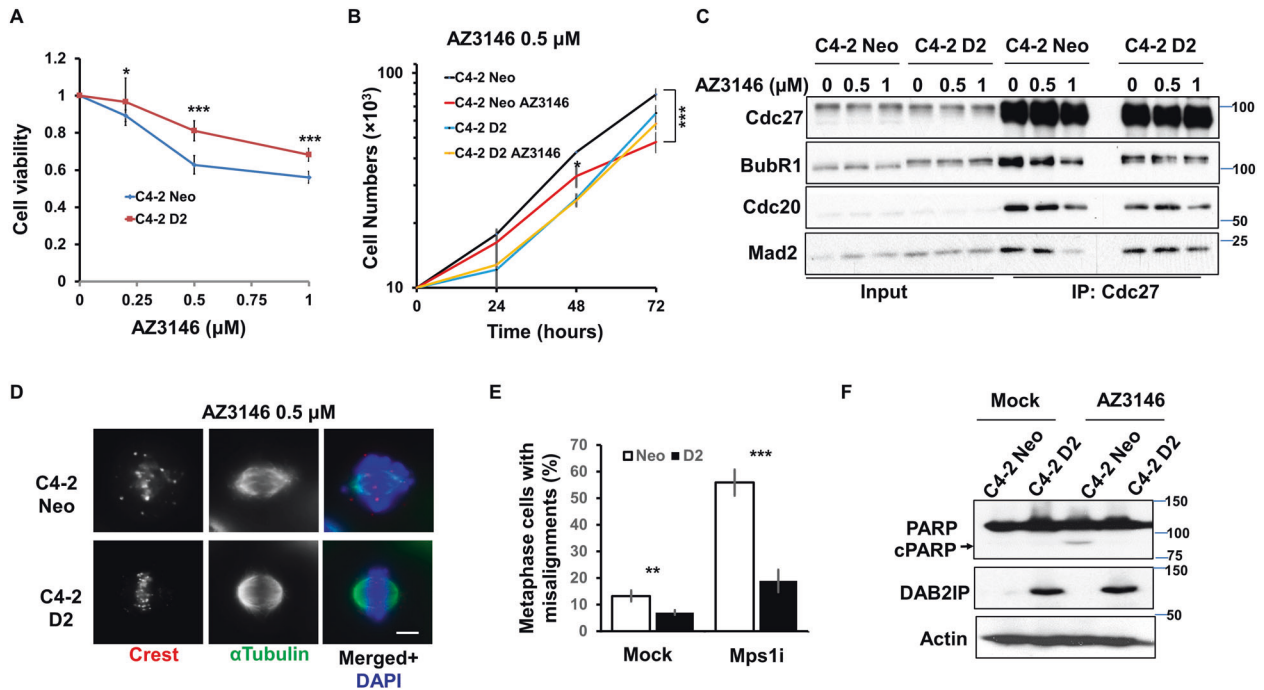 A
1.2
1
0.8
0.6
0.4
0.2
0
Cell viability
*
***
***
C4-2 Neo
C4-2 D2
0
0.25
0.5
0.75
1
AZ3146 (µM)
B
AZ3146 0.5 µM
100
10
Cell Numbers (×10³)
C4-2 Neo
C4-2 Neo AZ3146
C4-2 D2
C4-2 D2 AZ3146
*
***
0
24
48
72
Time (hours)
C
C4-2 Neo C4-2 D2 C4-2 Neo C4-2 D2
AZ3146 (µM) 0 0.5 1 0 0.5 1 0 0.5 1 0 0.5 1
Cdc27 100
BubR1 100
Cdc20 50
Mad2 25
Input IP: Cdc27
D
AZ3146 0.5 µM
C4-2
Neo
C4-2
D2
Crest αTubulin Merged+
DAPI
E
Metaphase cells with
misalignments (%)
70
60
50
40
30
20
10
0
Neo D2
**
***
Mock Mps1i
F
Mock AZ3146
C4-2 Neo
C4-2 D2
C4-2 Neo
C4-2 D2
150
PARP 100
cPARP 75
150
DAB2IP
50
Actin